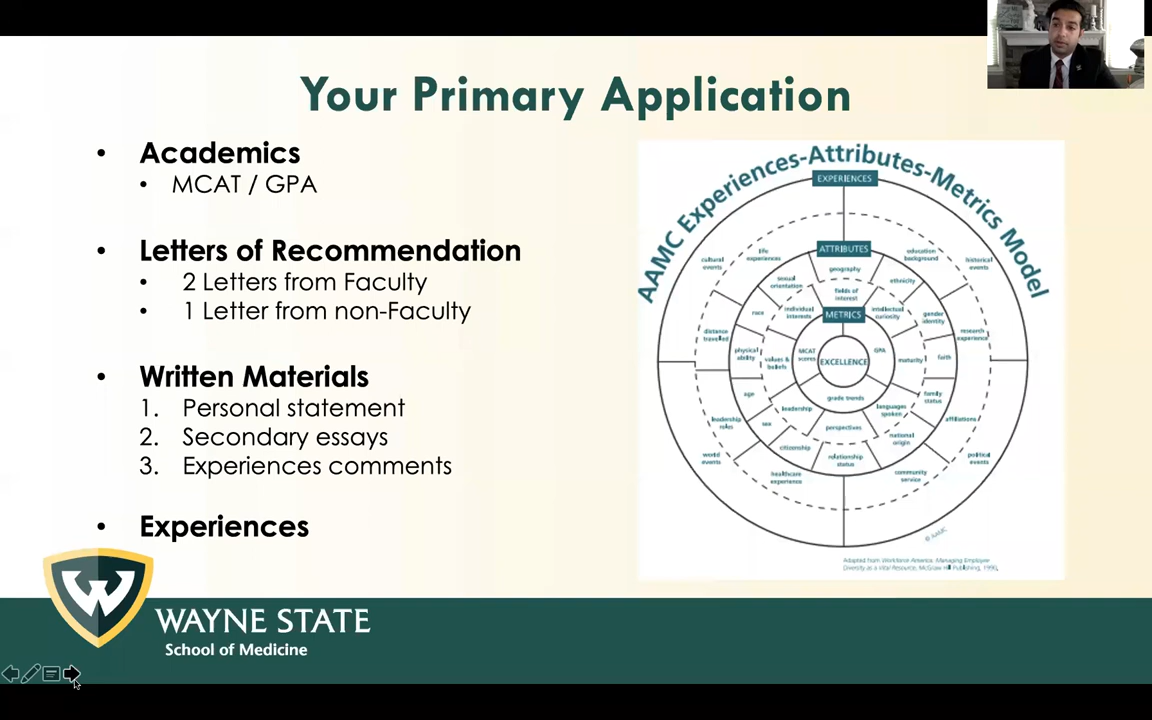 Your Primary Application
• Academics
• MCAT / GPA
• Letters of Recommendation
• 2 Letters from Faculty
• 1 Letter from non-Faculty
• Written Materials
1. Personal statement
2. Secondary essays
3. Experiences comments
• Experiences
AAMC Experiences-Attributes-Metrics Model
EXPERIENCES
cultural
events
life
experiences
education
background
historical
events
distance
travelled
research
experience
leadership
roles
affiliations
world
events
political
events
healthcare
experience
community
service
ATTRIBUTES
geography
sexual
orientation
ethnicity
race
gender
identity
physical
ability
faith
age
family
status
sex
national
origin
citizenship
relationship
status
fields of
interest
individual
interests
intellectual
curiosity
values &
beliefs
maturity
leadership
languages
spoken
perspectives
METRICS
MCAT
scores
GPA
grade trends
EXCELLENCE
© AAMC
Adapted from Workforce America, Managing Employee
Diversity as a Vital Resource, McGraw Hill Publishing, 1990.
W
WAYNE STATE
School of Medicine